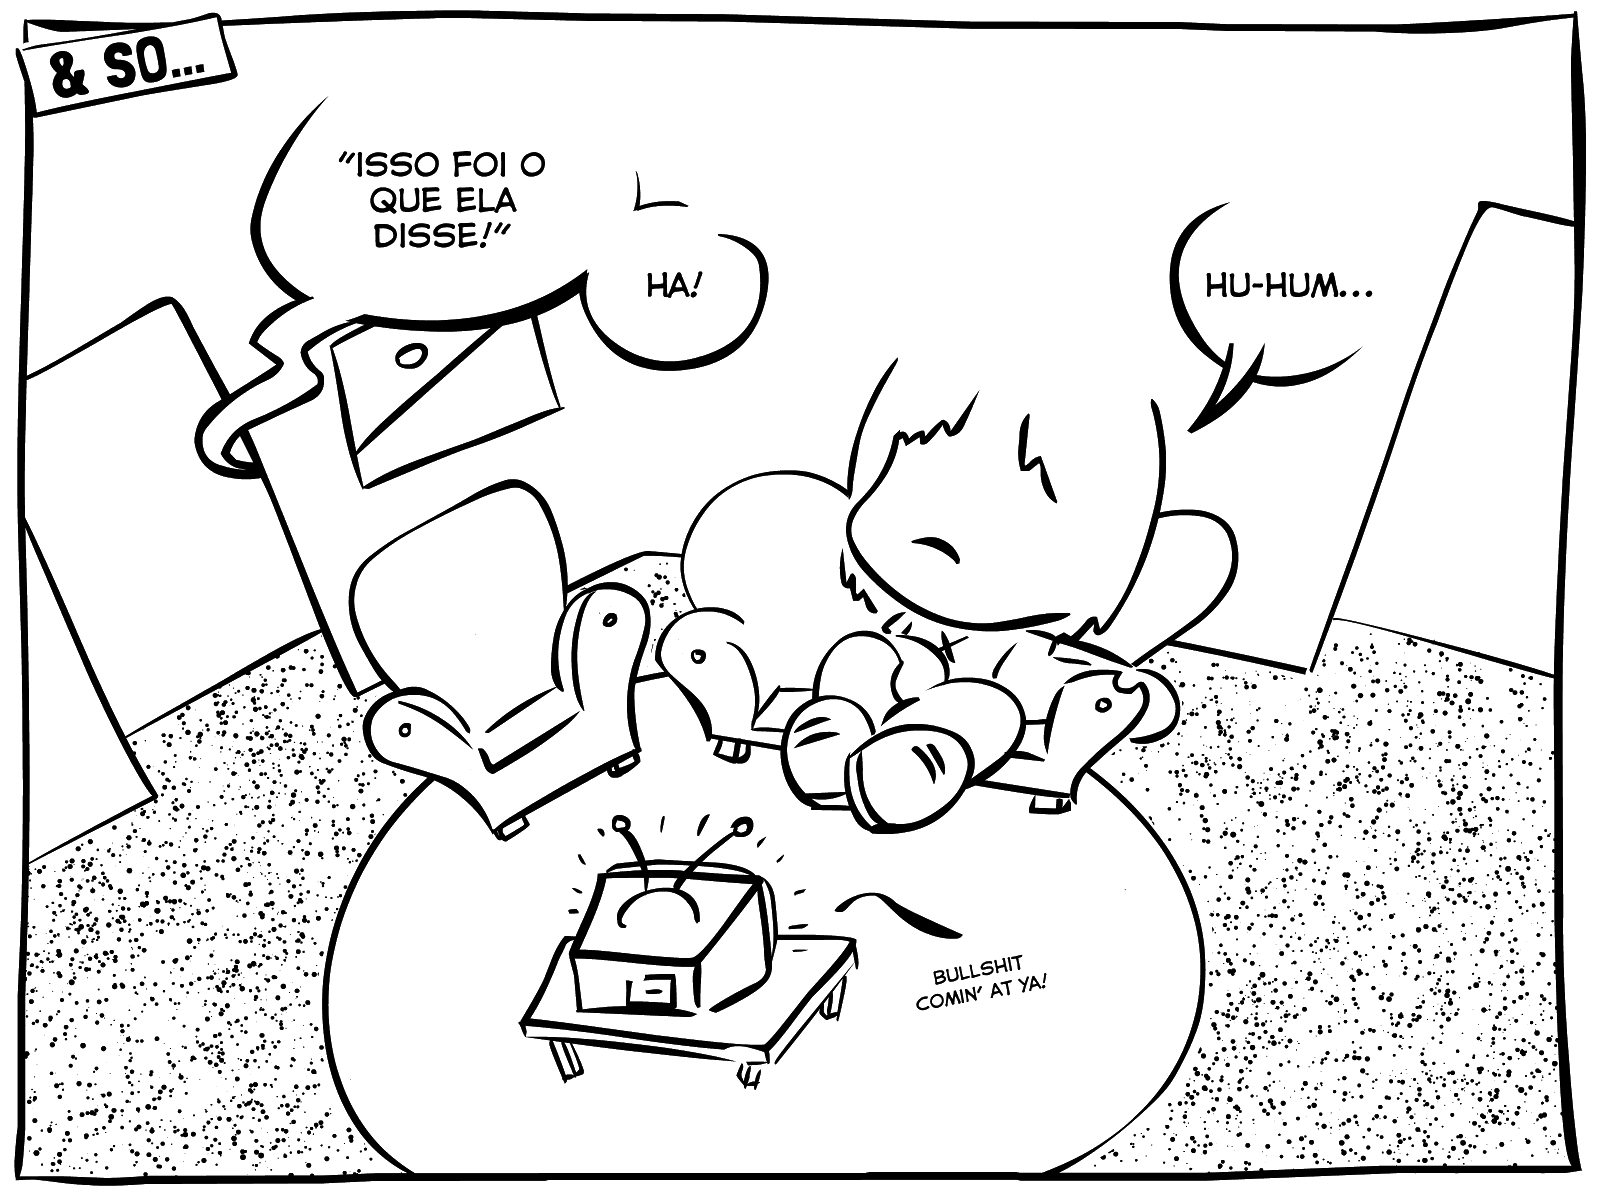 & SO...
"ISSO FOI O
QUE ELA
DISSE!"
HA!
HU-HUM...
BULLSHIT
COMIN' AT YA!